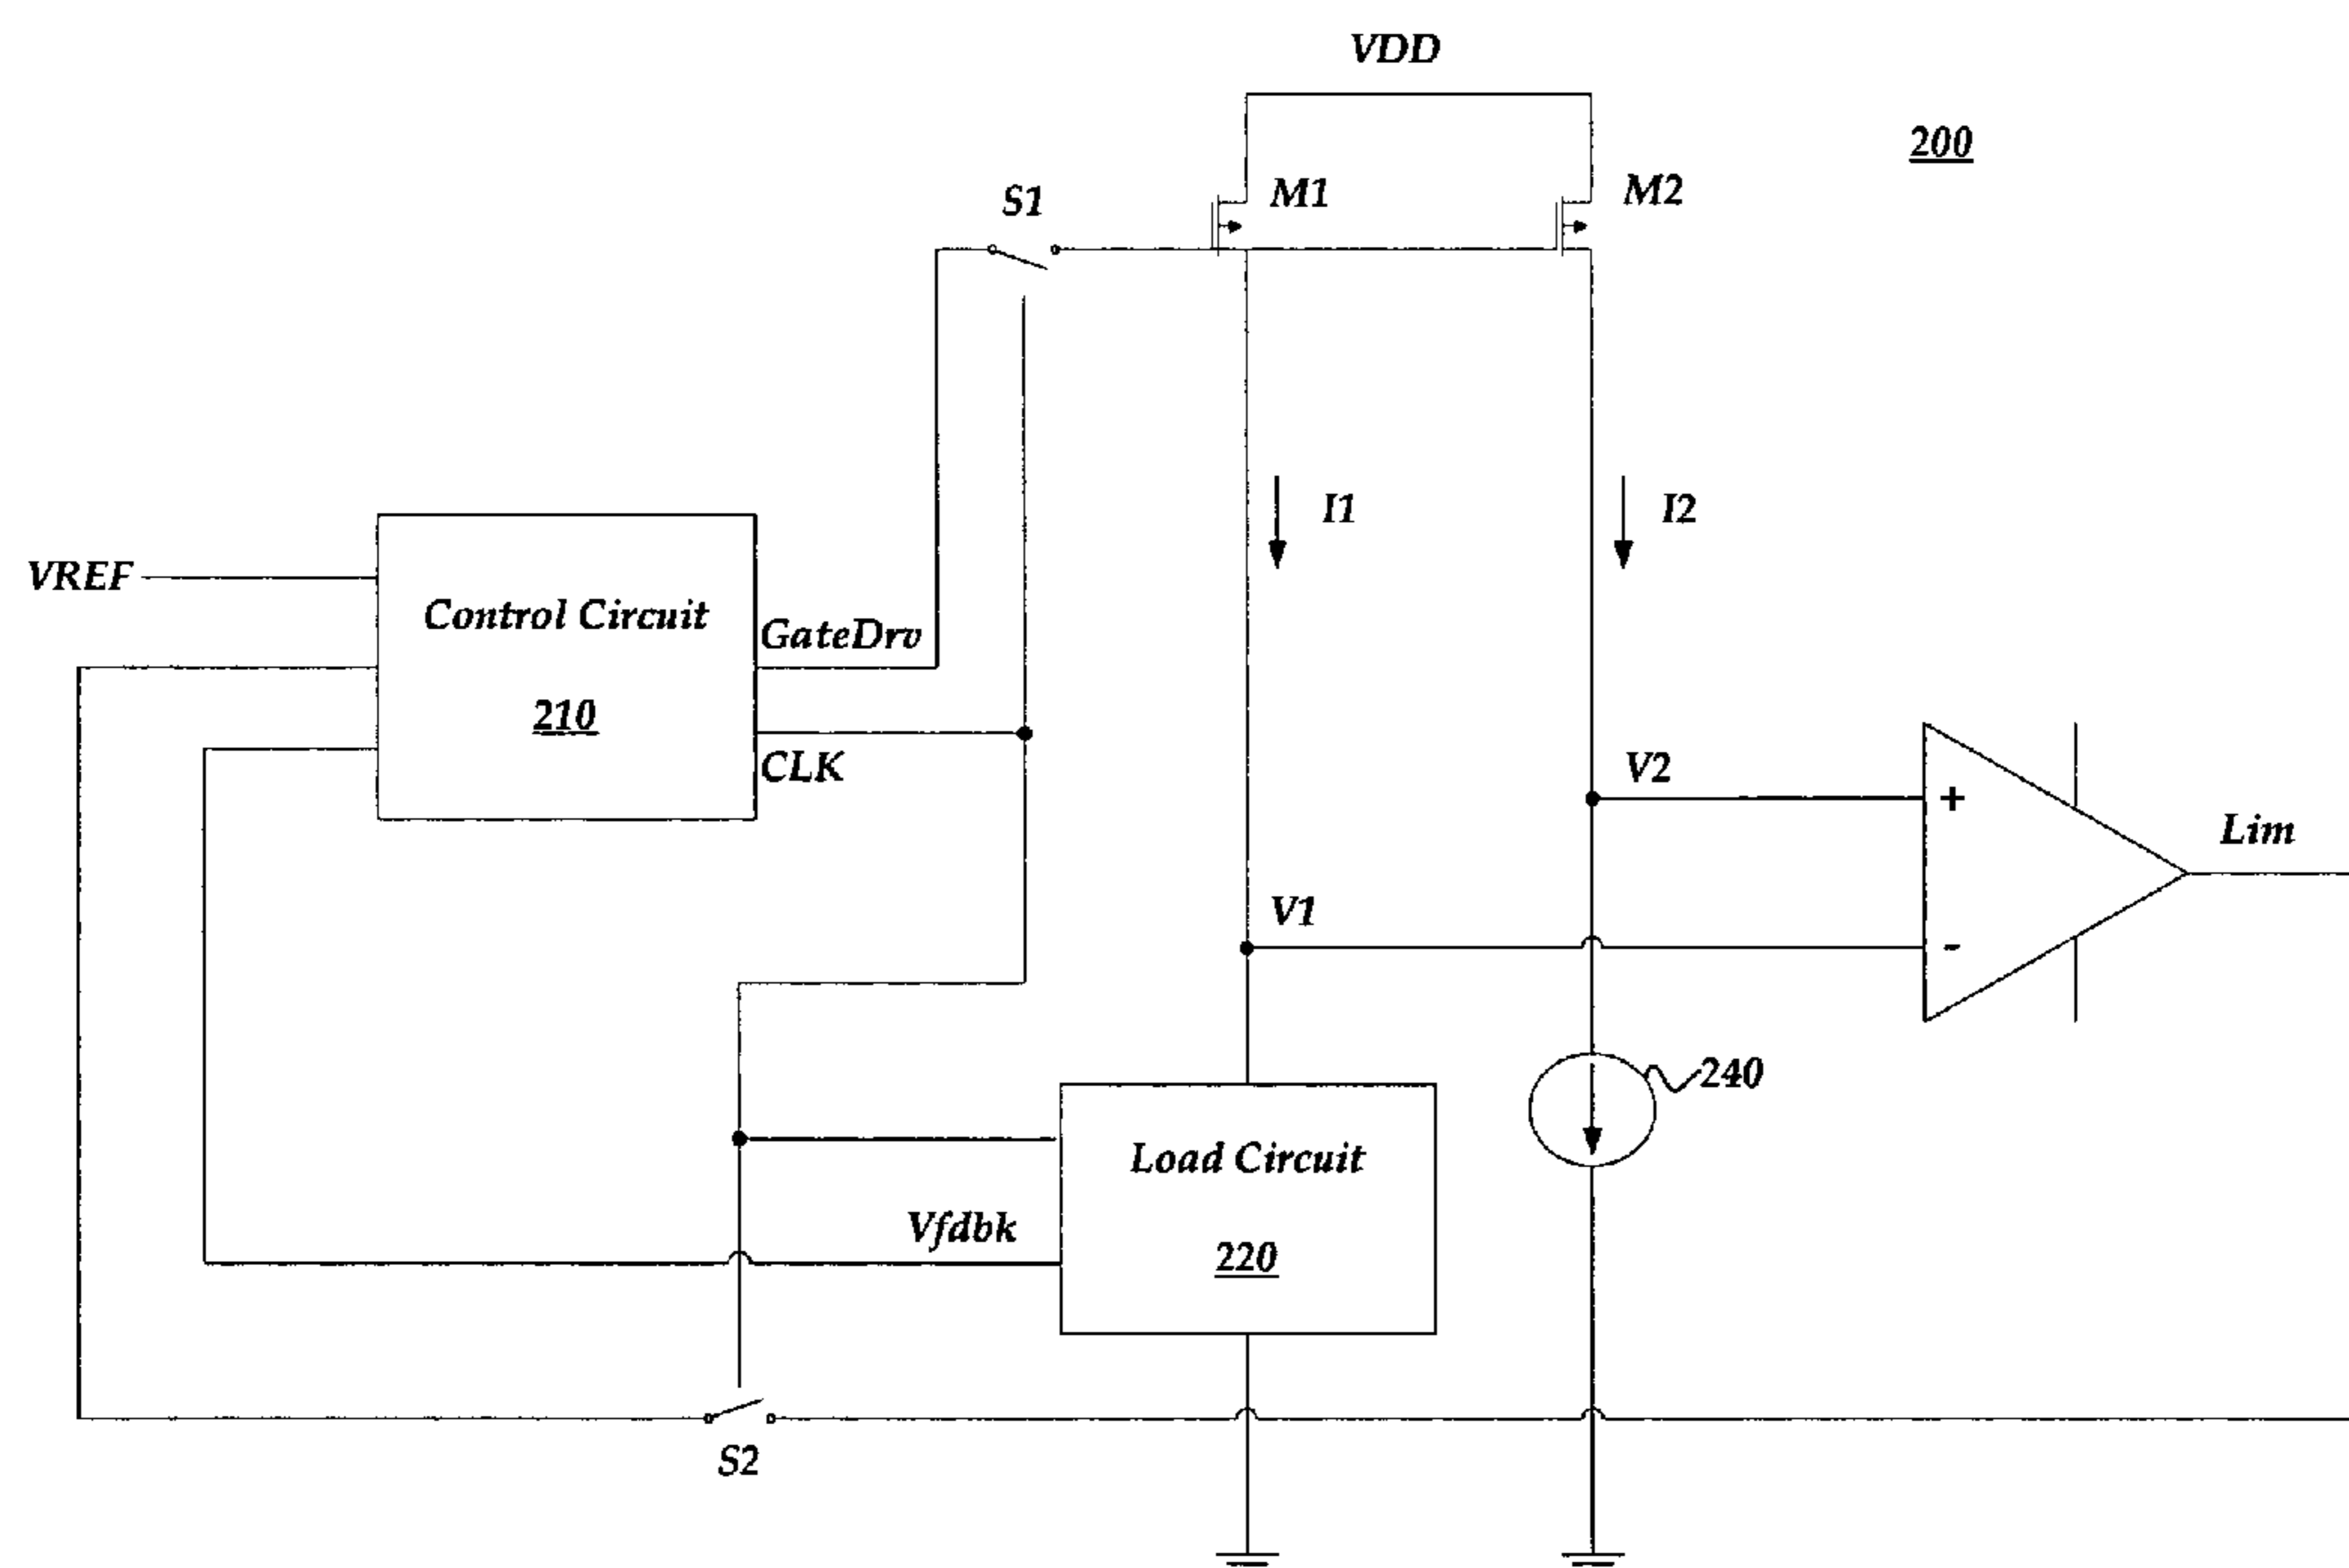 VDD
200
S1
M1
M2
I1
I2
VREF
Control Circuit
210
GateDrv
CLK
V2
+
Lim
V1
-
240
Load Circuit
220
Vfdbk
S2